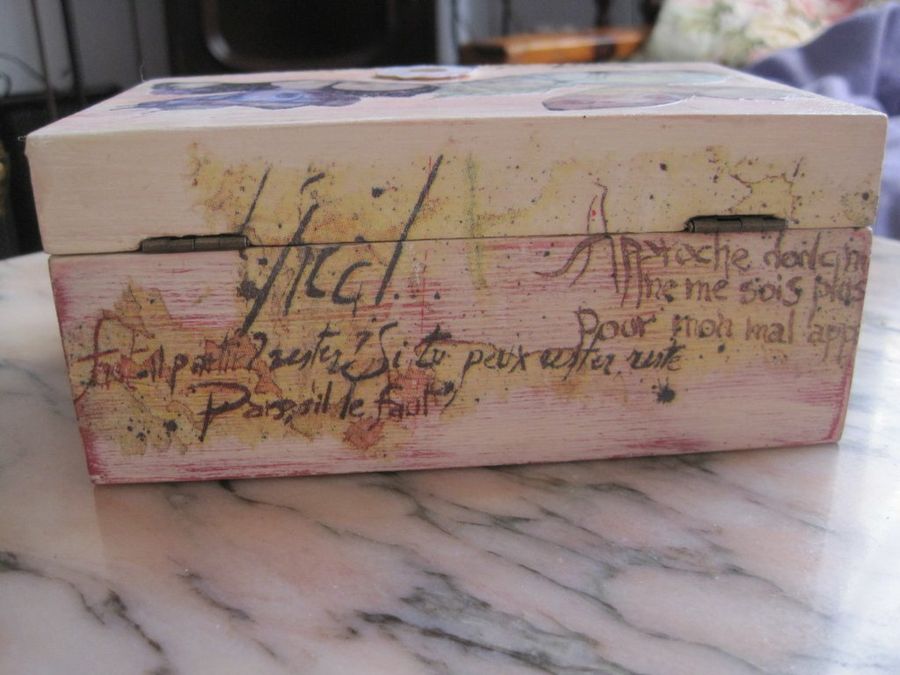 Approche
ne me sois plus
Pour mon mal app
Faut-il partir? rester? Si tu peux rester reste
Pars s'il le faut